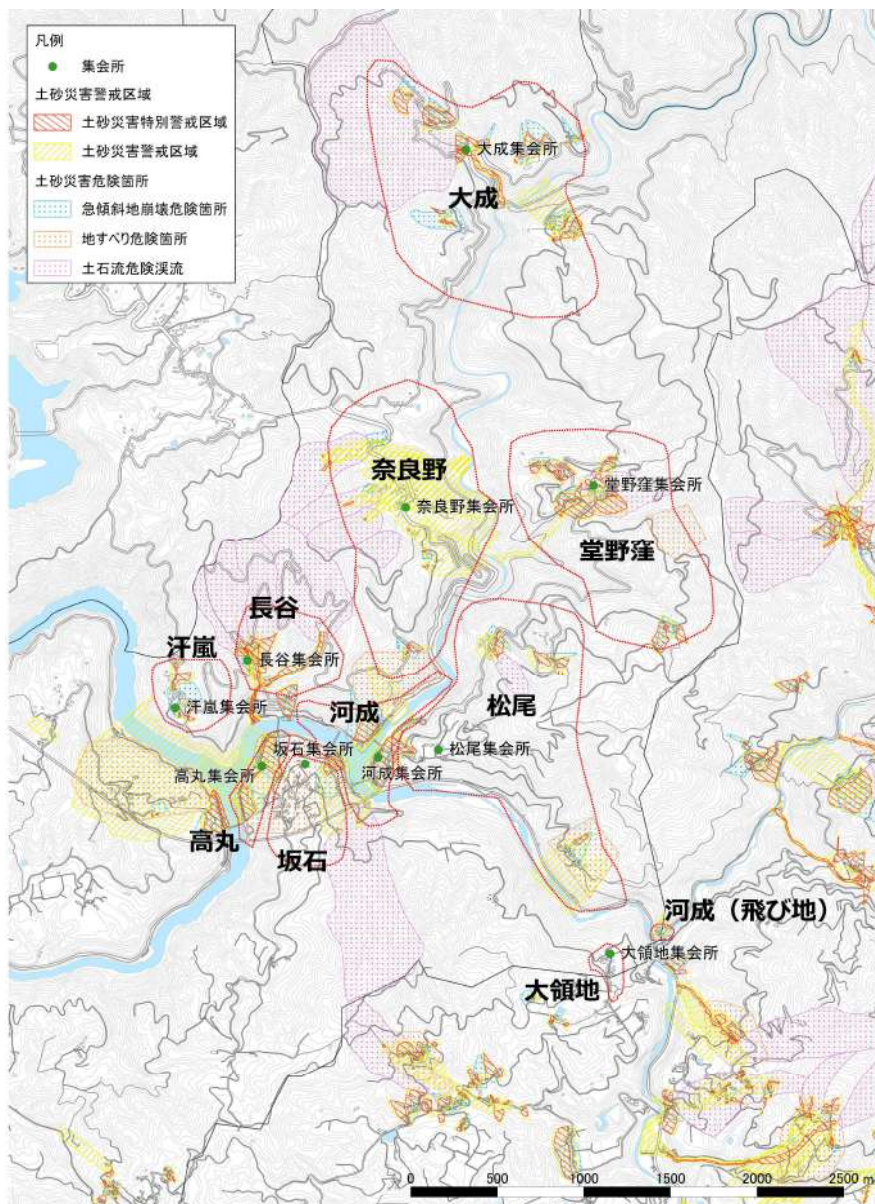 凡例
集会所
土砂災害警戒区域
土砂災害特別警戒区域
土砂災害警戒区域
土砂災害危険箇所
急傾斜地崩壊危険箇所
地すべり危険箇所
土石流危険渓流
大成集会所
大成
奈良野
奈良野集会所
堂野窪集会所
堂野窪
長谷
長谷集会所
汗嵐
汗嵐集会所
河成
松尾
坂石集会所
松尾集会所
高丸集会所
河成集会所
高丸
坂石
河成（飛び地）
大領地集会所
大領地
0 500 1000 1500 2000 2500 m